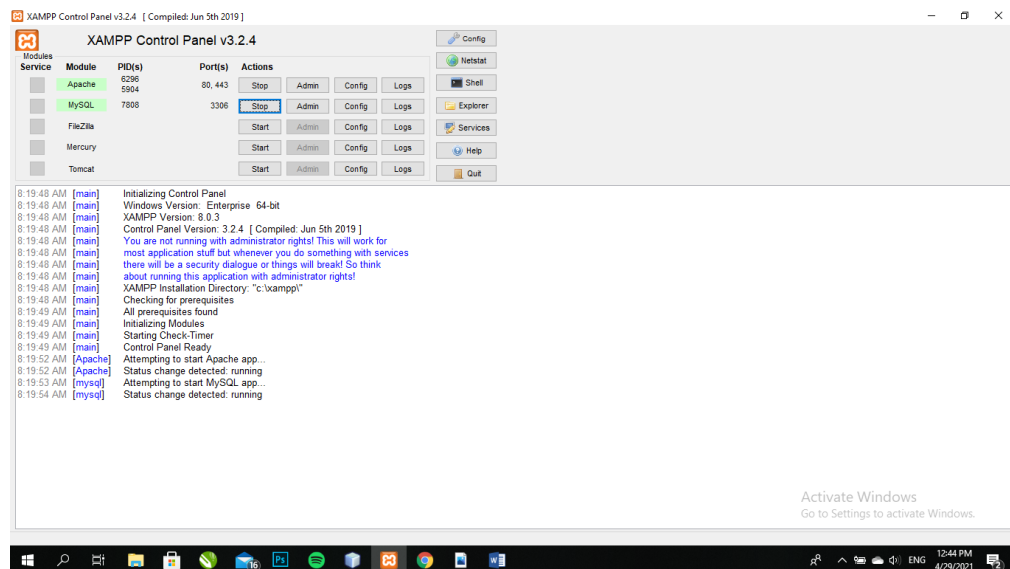 XAMPP Control Panel v3.2.4 [ Compiled: Jun 5th 2019 ]
XAMPP Control Panel v3.2.4
Config
Modules
Service Module PID(s) Port(s) Actions
Netstat
Apache 6296 5904 80, 443 Stop Admin Config Logs
Shell
MySQL 7808 3306 Stop Admin Config Logs
Explorer
FileZilla Start Admin Config Logs
Services
Mercury Start Admin Config Logs
Help
Tomcat Start Admin Config Logs
Quit
8:19:48 AM [main] Initializing Control Panel
8:19:48 AM [main] Windows Version: Enterprise 64-bit
8:19:48 AM [main] XAMPP Version: 8.0.3
8:19:48 AM [main] Control Panel Version: 3.2.4 [ Compiled: Jun 5th 2019 ]
8:19:48 AM [main] You are not running with administrator rights! This will work for
8:19:48 AM [main] most application stuff but whenever you do something with services
8:19:48 AM [main] there will be a security dialogue or things will break! So think
8:19:48 AM [main] about running this application with administrator rights!
8:19:48 AM [main] XAMPP Installation Directory: "c:\xampp\"
8:19:48 AM [main] Checking for prerequisites
8:19:49 AM [main] All prerequisites found
8:19:49 AM [main] Initializing Modules
8:19:49 AM [main] Starting Check-Timer
8:19:49 AM [main] Control Panel Ready
8:19:52 AM [Apache] Attempting to start Apache app...
8:19:52 AM [Apache] Status change detected: running
8:19:53 AM [mysql] Attempting to start MySQL app...
8:19:54 AM [mysql] Status change detected: running
Activate Windows
Go to Settings to activate Windows.
16
Ps
ENG
12:44 PM
4/29/2021
2